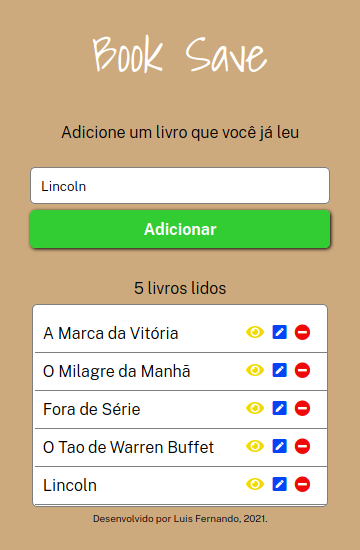 Book Save
Adicione um livro que você já leu
Lincoln
Adicionar
5 livros lidos
A Marca da Vitória
O Milagre da Manhã
Fora de Série
O Tao de Warren Buffet
Lincoln
Desenvolvido por Luis Fernando, 2021.